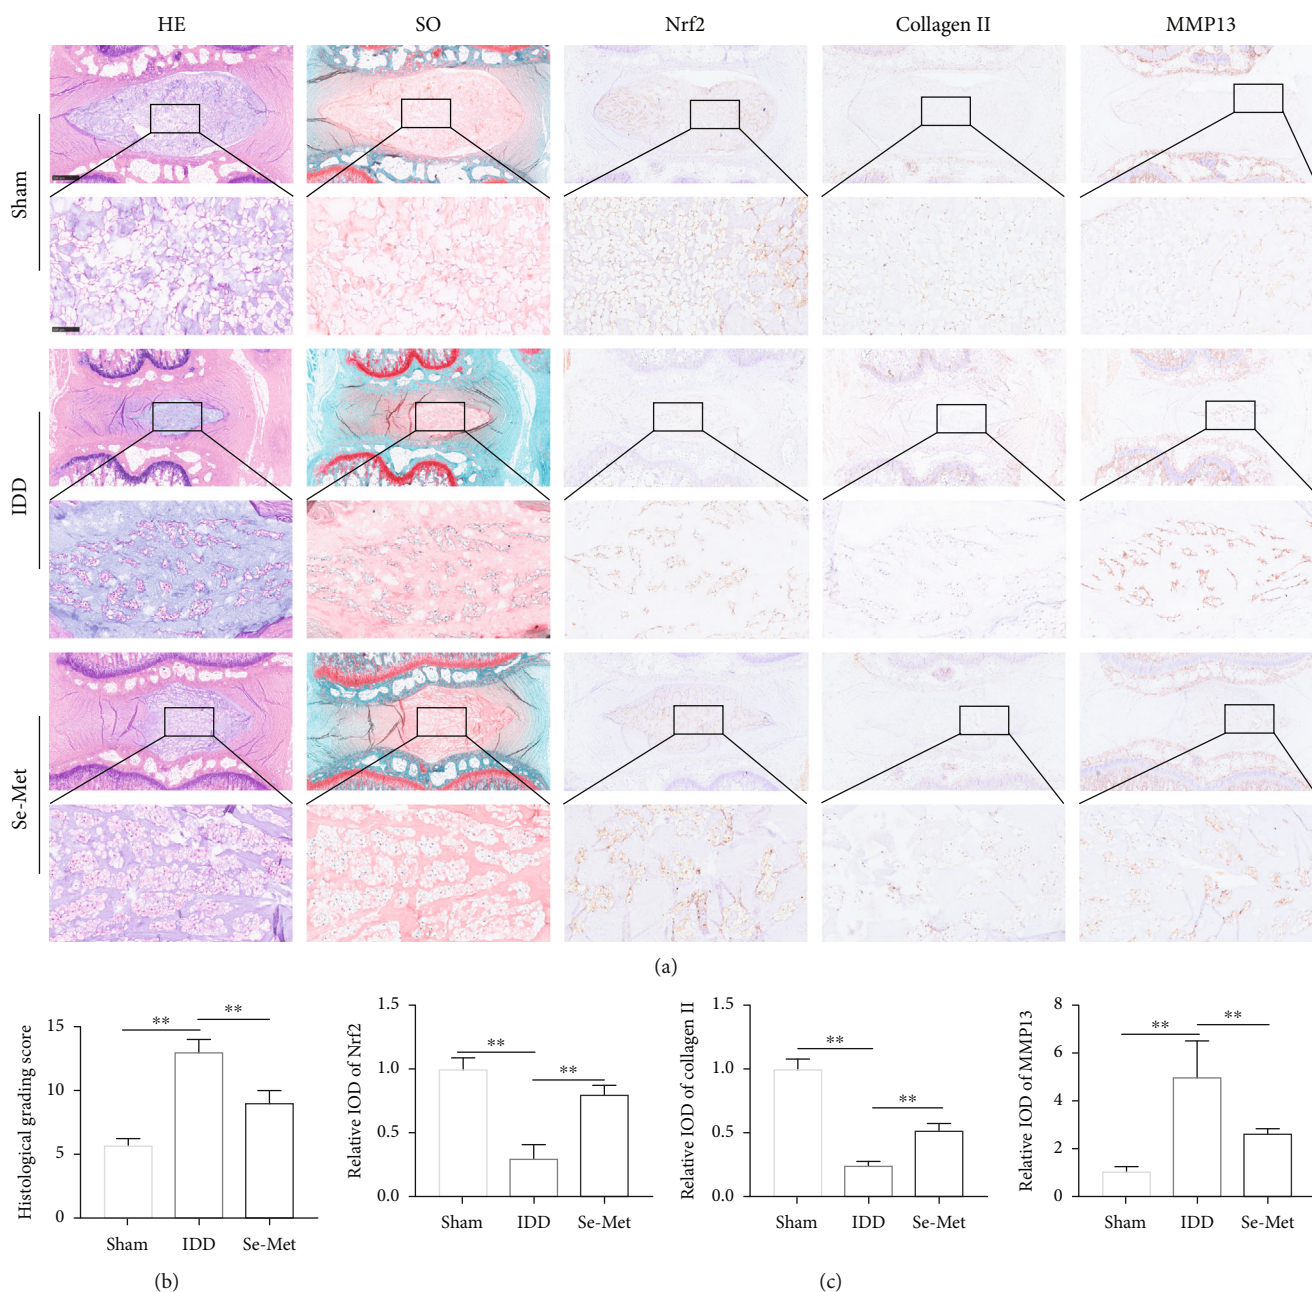 HE SO Nrf2 Collagen II MMP13
Sham
IDD
Se-Met
(a)
Histological grading score
15
10
5
0
** **
Sham IDD Se-Met
(b)
Relative IOD of Nrf2
1.5
1.0
0.5
0.0
** **
Sham IDD Se-Met
Relative IOD of collagen II
1.5
1.0
0.5
0.0
** **
Sham IDD Se-Met
Relative IOD of MMP13
8
6
4
2
0
** **
Sham IDD Se-Met
(c)